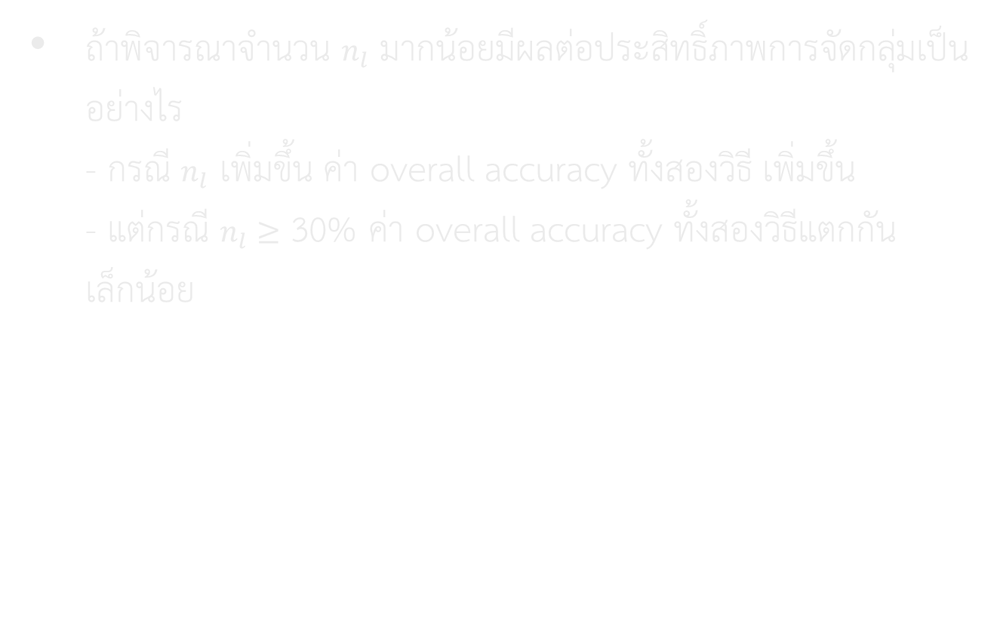 • ถ้าพิจารณาจำนวน n_l มากน้อยมีผลต่อประสิทธิ์ภาพการจัดกลุ่มเป็น
อย่างไร
- กรณี n_l เพิ่มขึ้น ค่า overall accuracy ทั้งสองวิธี เพิ่มขึ้น
- แต่กรณี n_l ≥ 30% ค่า overall accuracy ทั้งสองวิธีแตกกัน
เล็กน้อย